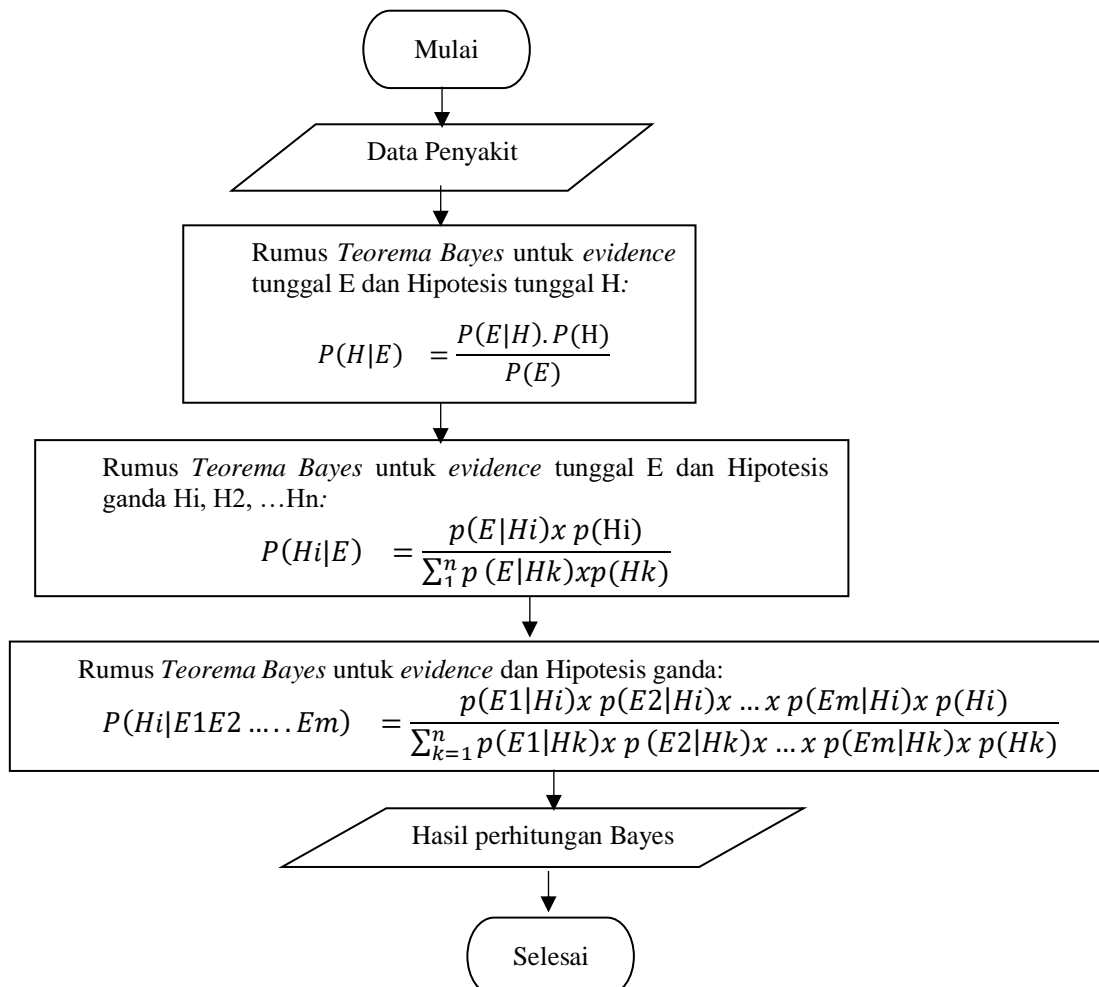 Mulai
Data Penyakit
Rumus Teorema Bayes untuk evidence
tunggal E dan Hipotesis tunggal H:
P(H|E) = P(E|H). P(H) / P(E)
Rumus Teorema Bayes untuk evidence tunggal E dan Hipotesis
ganda Hi, H2, …Hn:
P(Hi|E) = p(E|Hi)x p(Hi) / ∑₁ⁿ p (E|Hk)xp(Hk)
Rumus Teorema Bayes untuk evidence dan Hipotesis ganda:
P(Hi|E1E2 ….. Em) = p(E1|Hi)x p(E2|Hi)x … x p(Em|Hi)x p(Hi) / ∑ⁿₖ₌₁ p(E1|Hk)x p (E2|Hk)x … x p(Em|Hk)x p(Hk)
Hasil perhitungan Bayes
Selesai